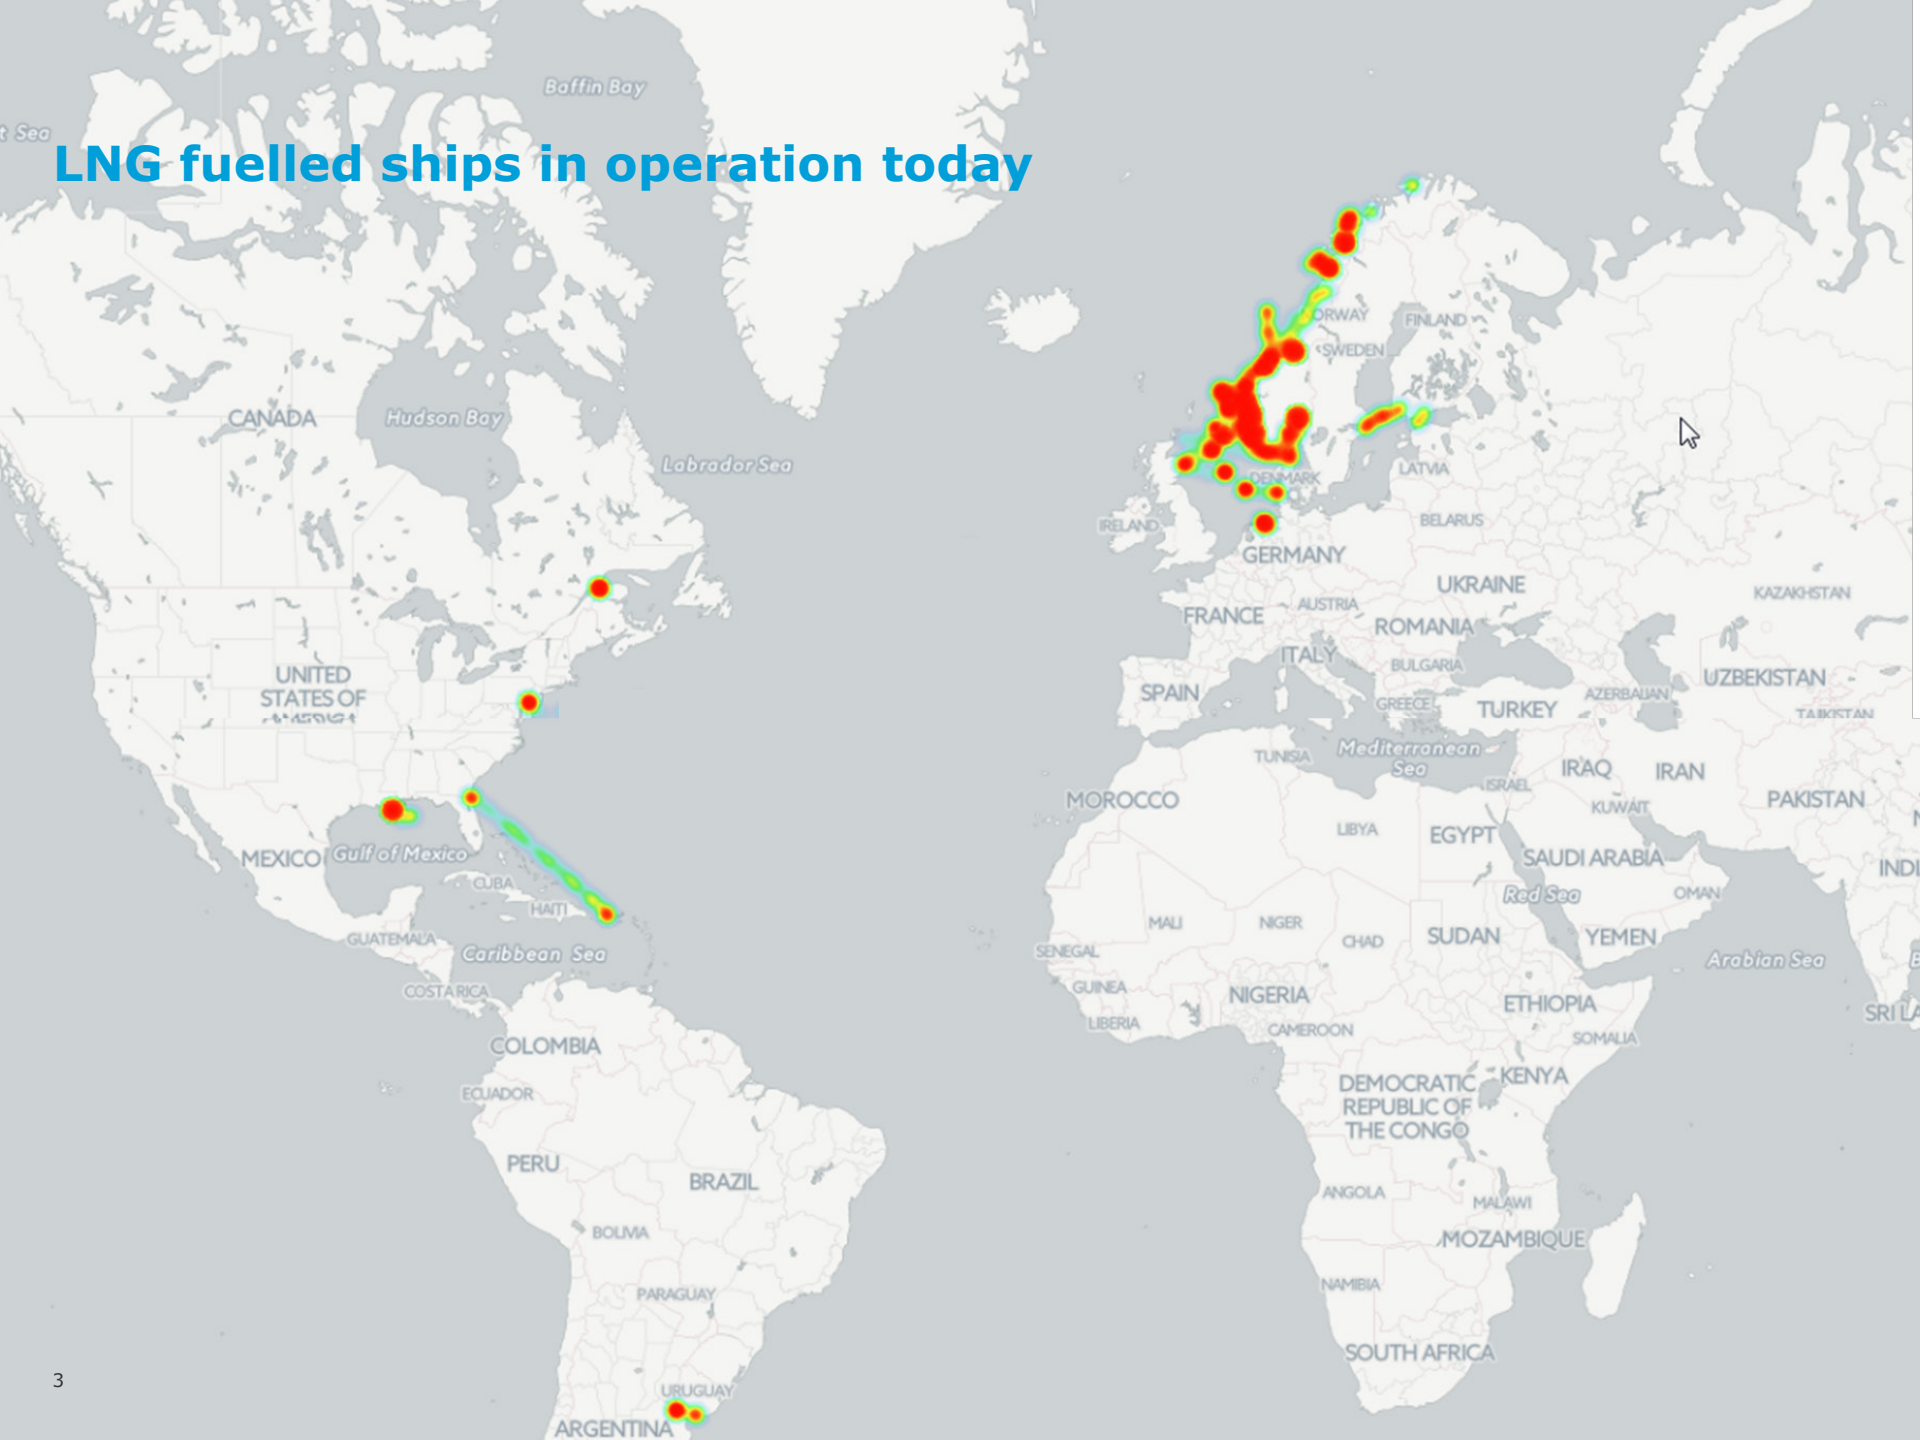 Baffin Bay
t Sea
LNG fuelled ships in operation today
ORWAY
FINLAND
SWEDEN
CANADA
Hudson Bay
Labrador Sea
LATVIA
DENMARK
IRELAND
BELARUS
GERMANY
UKRAINE
KAZAKHSTAN
AUSTRIA
FRANCE
ROMANIA
ITALY
BULGARIA
UNITED
STATES OF
SPAIN
UZBEKISTAN
AZERBAIJAN
GREECE
TURKEY
TAJIKISTAN
TUNISIA
Mediterranean
Sea
IRAQ
IRAN
ISRAEL
MOROCCO
KUWAIT
PAKISTAN
LIBYA
EGYPT
MEXICO
Gulf of Mexico
SAUDI ARABIA
INDI
CUBA
Red Sea
OMAN
HAITI
MALI
NIGER
CHAD
SUDAN
YEMEN
GUATEMALA
Caribbean Sea
SENEGAL
Arabian Sea
COSTA RICA
GUINEA
NIGERIA
ETHIOPIA
SRI LA
LIBERIA
CAMEROON
SOMALIA
COLOMBIA
KENYA
ECUADOR
DEMOCRATIC
REPUBLIC OF
THE CONGO
PERU
BRAZIL
ANGOLA
MALAWI
BOLIVIA
MOZAMBIQUE
NAMIBIA
PARAGUAY
SOUTH AFRICA
3
URUGUAY
ARGENTINA